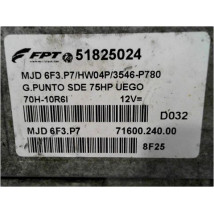 FPT 51825024
MJD 6F3.P7/HW04P/3546-P780
G.PUNTO SDE 75HP UEGO
70H-10R6I 12V=
D032
MJD 6F3.P7 71600.240.00
8F25